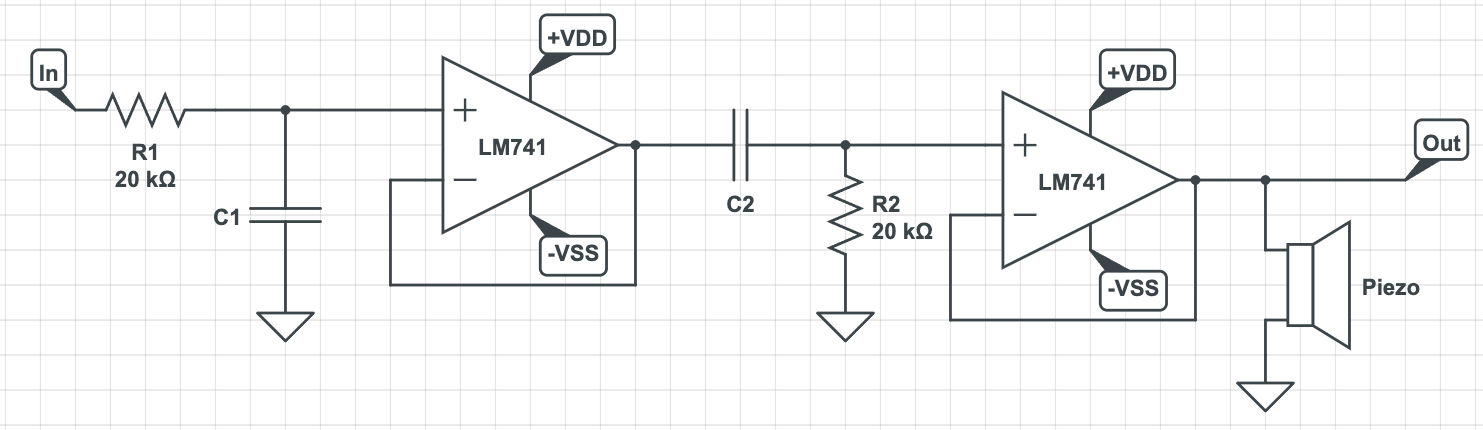 In
R1
20 kΩ
C1
+VDD
+
LM741
−
-VSS
C2
R2
20 kΩ
+VDD
+
LM741
−
-VSS
Out
Piezo